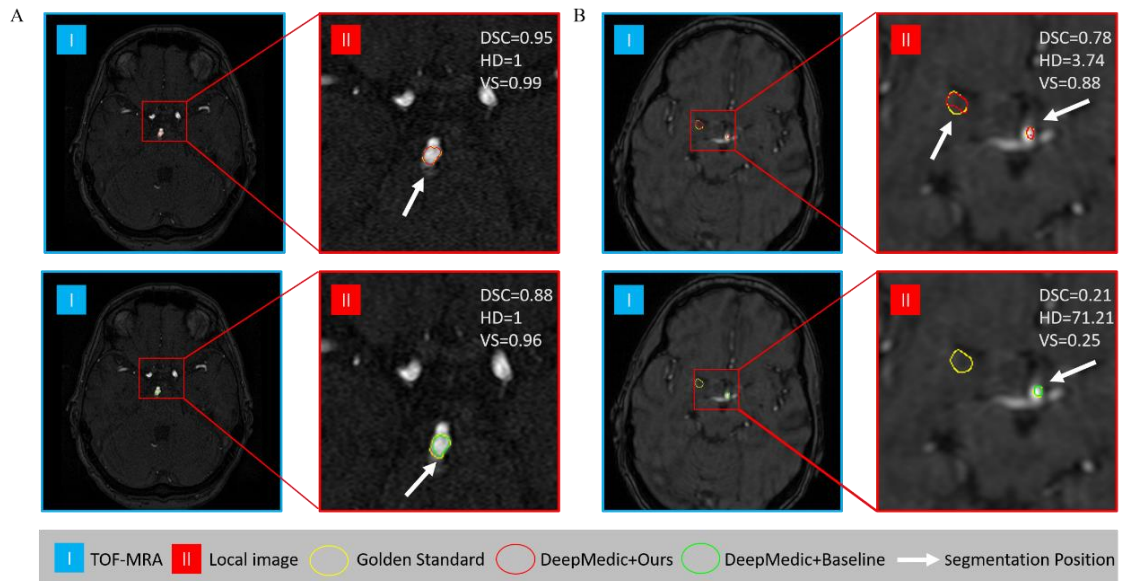 A
B
I
II
DSC=0.95
HD=1
VS=0.99
I
II
DSC=0.78
HD=3.74
VS=0.88
I
II
DSC=0.88
HD=1
VS=0.96
I
II
DSC=0.21
HD=71.21
VS=0.25
I TOF-MRA II Local image Golden Standard DeepMedic+Ours DeepMedic+Baseline Segmentation Position